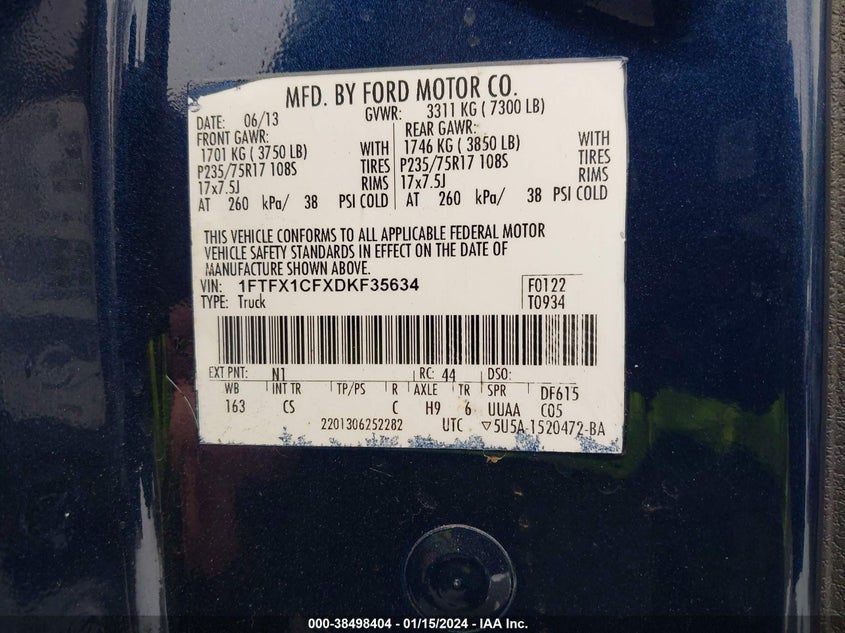 MFD. BY FORD MOTOR CO.
DATE: 06/13 GVWR: 3311 KG ( 7300 LB)
FRONT GAWR: REAR GAWR:
1701 KG ( 3750 LB) WITH 1746 KG ( 3850 LB) WITH
P235/75R17 108S TIRES P235/75R17 108S TIRES
17x7.5J RIMS 17x7.5J RIMS
AT 260 kPa/ 38 PSI COLD AT 260 kPa/ 38 PSI COLD
THIS VEHICLE CONFORMS TO ALL APPLICABLE FEDERAL MOTOR
VEHICLE SAFETY STANDARDS IN EFFECT ON THE DATE OF
MANUFACTURE SHOWN ABOVE.
VIN: 1FTFX1CFXDKF35634 F0122
TYPE: Truck T0934
EXT PNT: N1 RC: 44 DSO:
WB INT TR TP/PS R AXLE TR SPR DF615
163 CS C H9 6 UUAA C05
2201306252282 UTC ▽5U5A-1520472-BA
000-38498404 - 01/15/2024 - IAA Inc.